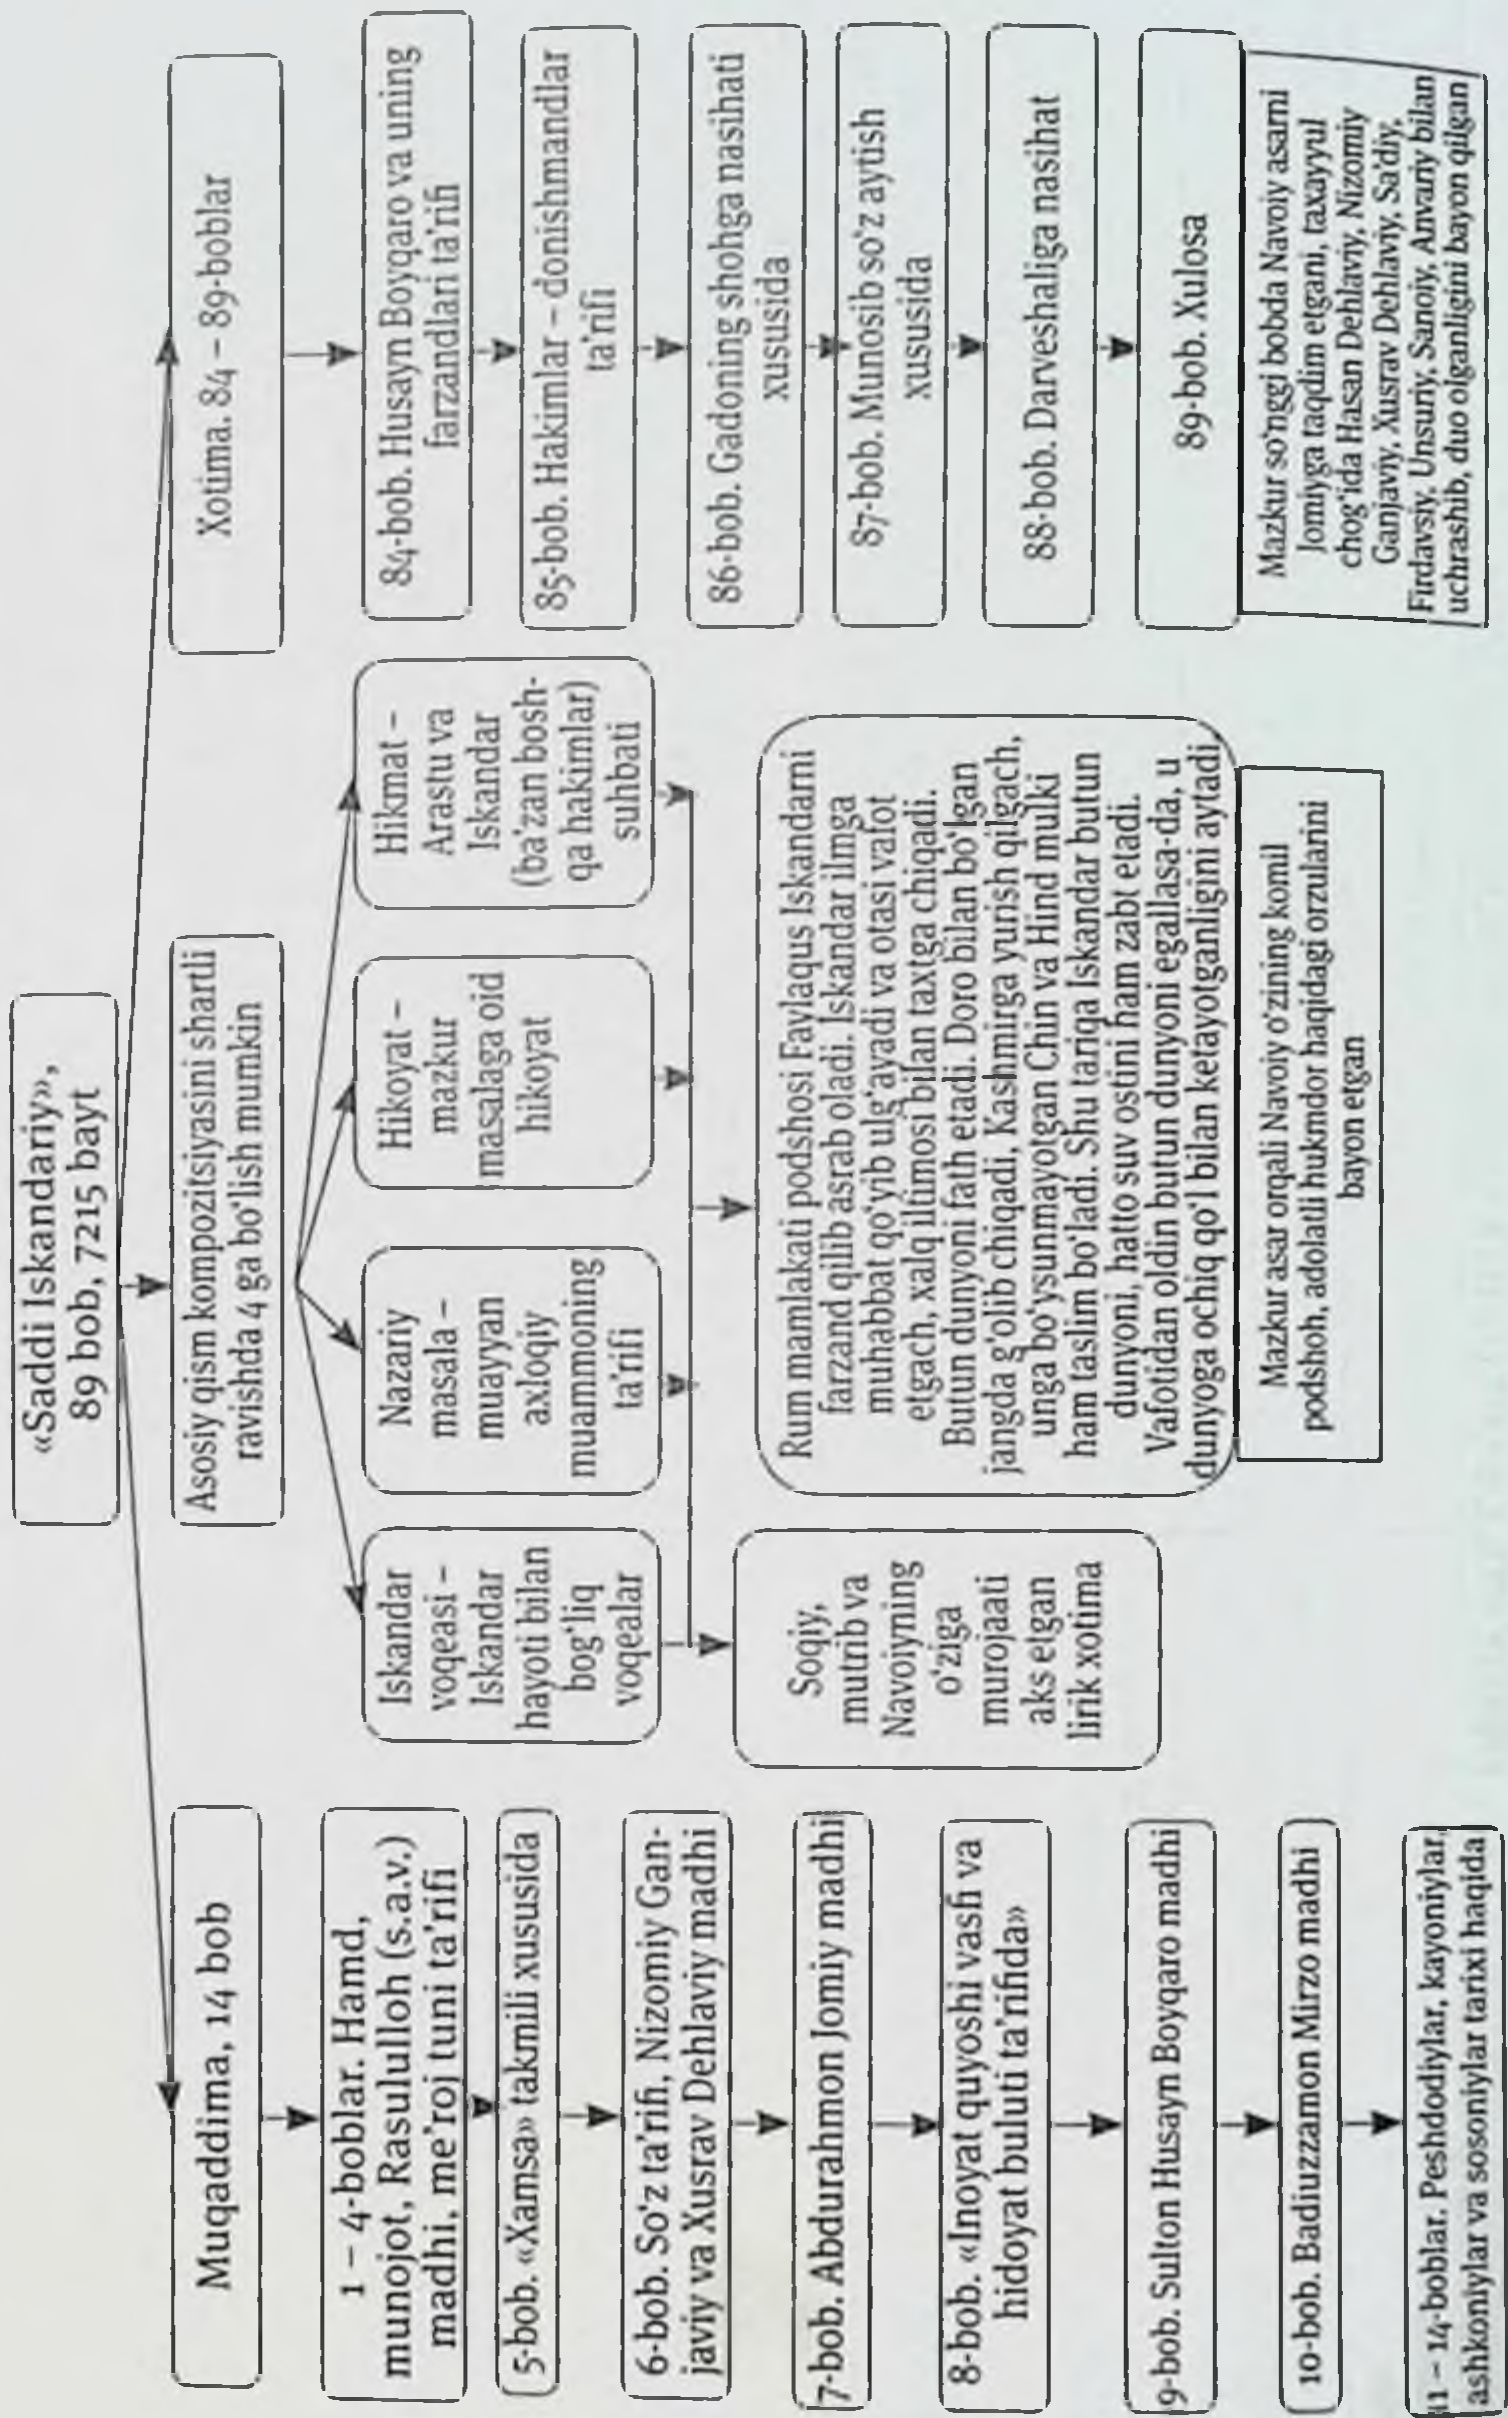 «Saddi Iskandariy»,
89 bob, 7215 bayt
Muqaddima, 14 bob
1 – 4-boblar. Hamd,
munojot, Rasululloh (s.a.v.)
madhi, me'roj tuni ta'rifi
5-bob. «Xamsa» takmili xususida
6-bob. So'z ta'rifi, Nizomiy Gan-
javiy va Xusrav Dehlaviy madhi
7-bob. Abdurahmon Jomiy madhi
8-bob. «Inoyat quyoshi vasfi va
hidoyat buluti ta'rifida»
9-bob. Sulton Husayn Boyqaro madhi
10-bob. Badiuzzamon Mirzo madhi
11 – 14-boblar. Peshdodiylar, kayoniylar,
ashkoniylar va sosoniylar tarixi haqida
Asosiy qism kompozitsiyasini shartli
ravishda 4 ga bo'lish mumkin
Iskandar
voqeasi –
Iskandar
hayoti bilan
bog'liq
voqealar
Nazariy
masala –
muayyan
axloqiy
muammoning
ta'rifi
Hikoyat –
mazkur
masalaga oid
hikoyat
Hikmat –
Arastu va
Iskandar
(ba'zan bosh-
qa hakimlar)
suhbati
Soqiy,
mutrib va
Navoiyning
o'ziga
murojaati
aks etgan
lirik xotima
Rum mamlakati podshosi Faylaqus Iskandarni
farzand qilib asrab oladi. Iskandar ilmga
muhabbat qo'yib ulg'ayadi va otasi vafot
etgach, xalq iltimosi bilan taxtga chiqadi.
Butun dunyoni fath etadi. Doro bilan bo'lgan
jangda g'olib chiqadi, Kashmirga yurish qilgach,
unga bo'ysunmayotgan Chin va Hind mulki
ham taslim bo'ladi. Shu tariqa Iskandar butun
dunyoni, hatto suv ostini ham zabt etadi.
Vafotidan oldin butun dunyoni egallasa-da, u
dunyoga ochiq qo'l bilan ketayotganligini aytadi
Mazkur asar orqali Navoiy o'zining komil
podshoh, adolatli hukmdor haqidagi orzularini
bayon etgan
Xotima. 84 – 89-boblar
84-bob. Husayn Boyqaro va uning
farzandlari ta'rifi
85-bob. Hakimlar – donishmandlar
ta'rifi
86-bob. Gadoning shohga nasihati
xususida
87-bob. Munosib so'z aytish
xususida
88-bob. Darveshaliga nasihat
89-bob. Xulosa
Mazkur so'nggi bobda Navoiy asarni
Jomiyga taqdim etgani, taxayyul
chog'ida Hasan Dehlaviy, Nizomiy
Ganjaviy, Xusrav Dehlaviy, Sa'diy,
Firdavsiy, Unsuriy, Sanoiy, Anvariy bilan
uchrashib, duo olganligini bayon qilgan